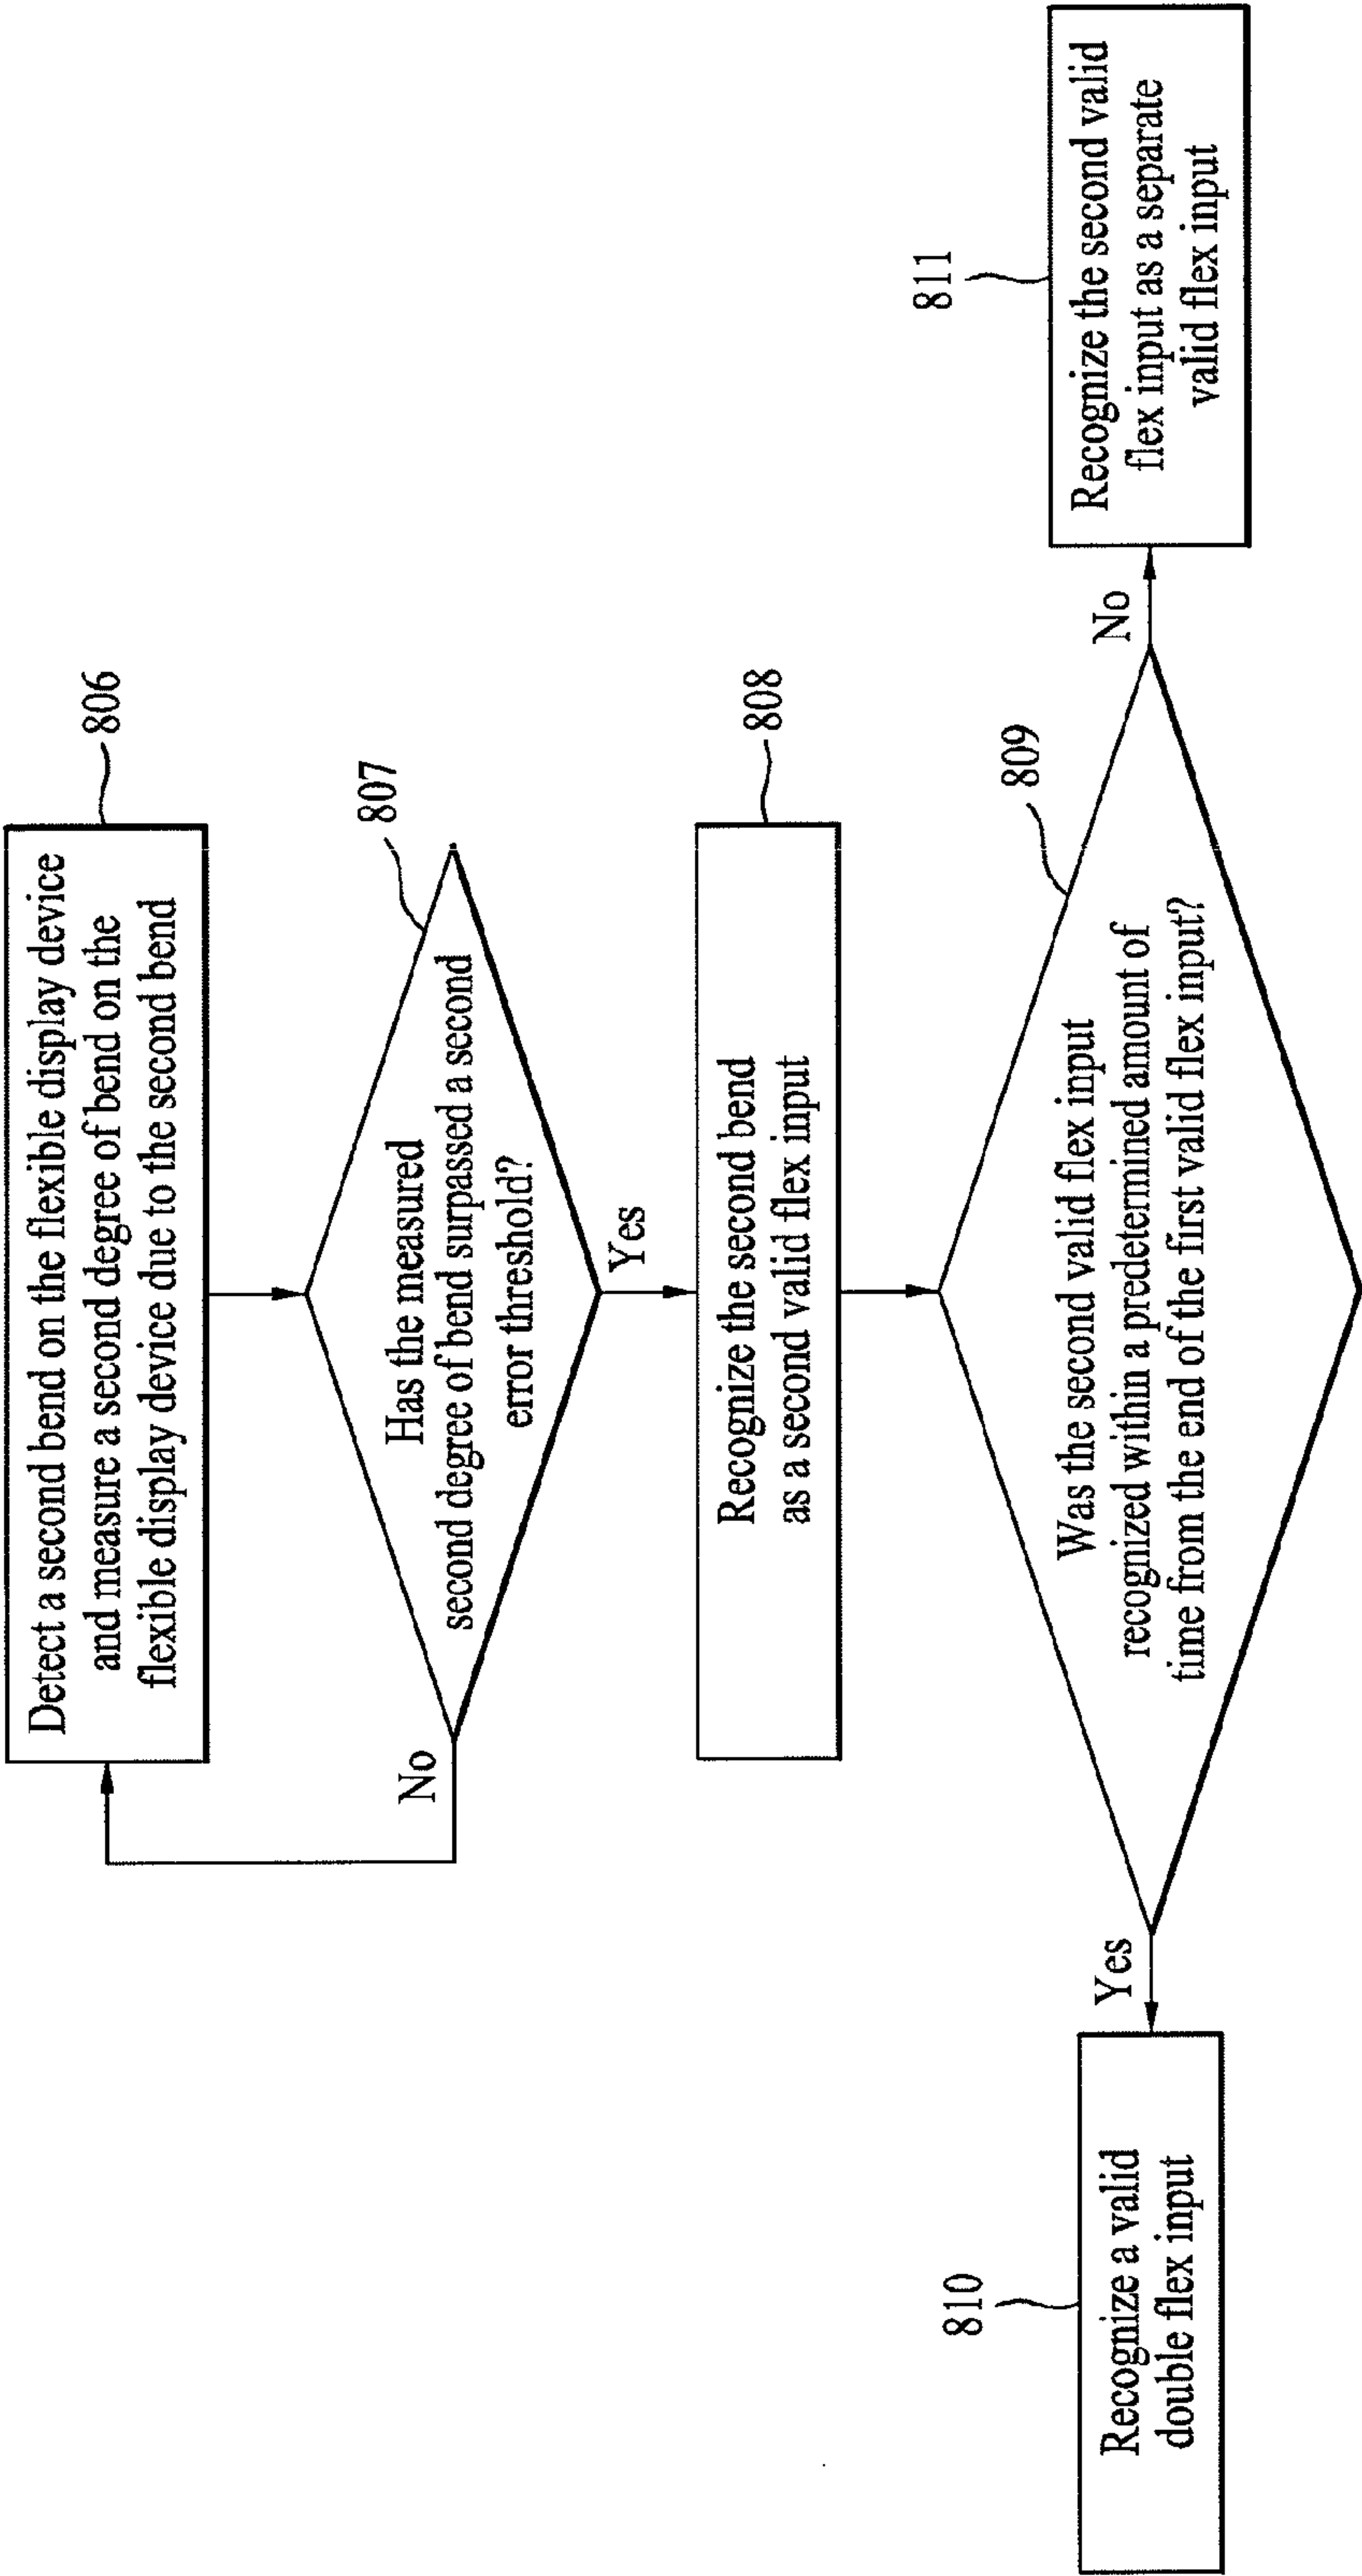 806
Detect a second bend on the flexible display device
and measure a second degree of bend on the
flexible display device due to the second bend
807
Has the measured
second degree of bend surpassed a second
error threshold?
No
Yes
808
Recognize the second bend
as a second valid flex input
809
Was the second valid flex input
recognized within a predetermined amount of
time from the end of the first valid flex input?
Yes
No
810
Recognize a valid
double flex input
811
Recognize the second valid
flex input as a separate
valid flex input